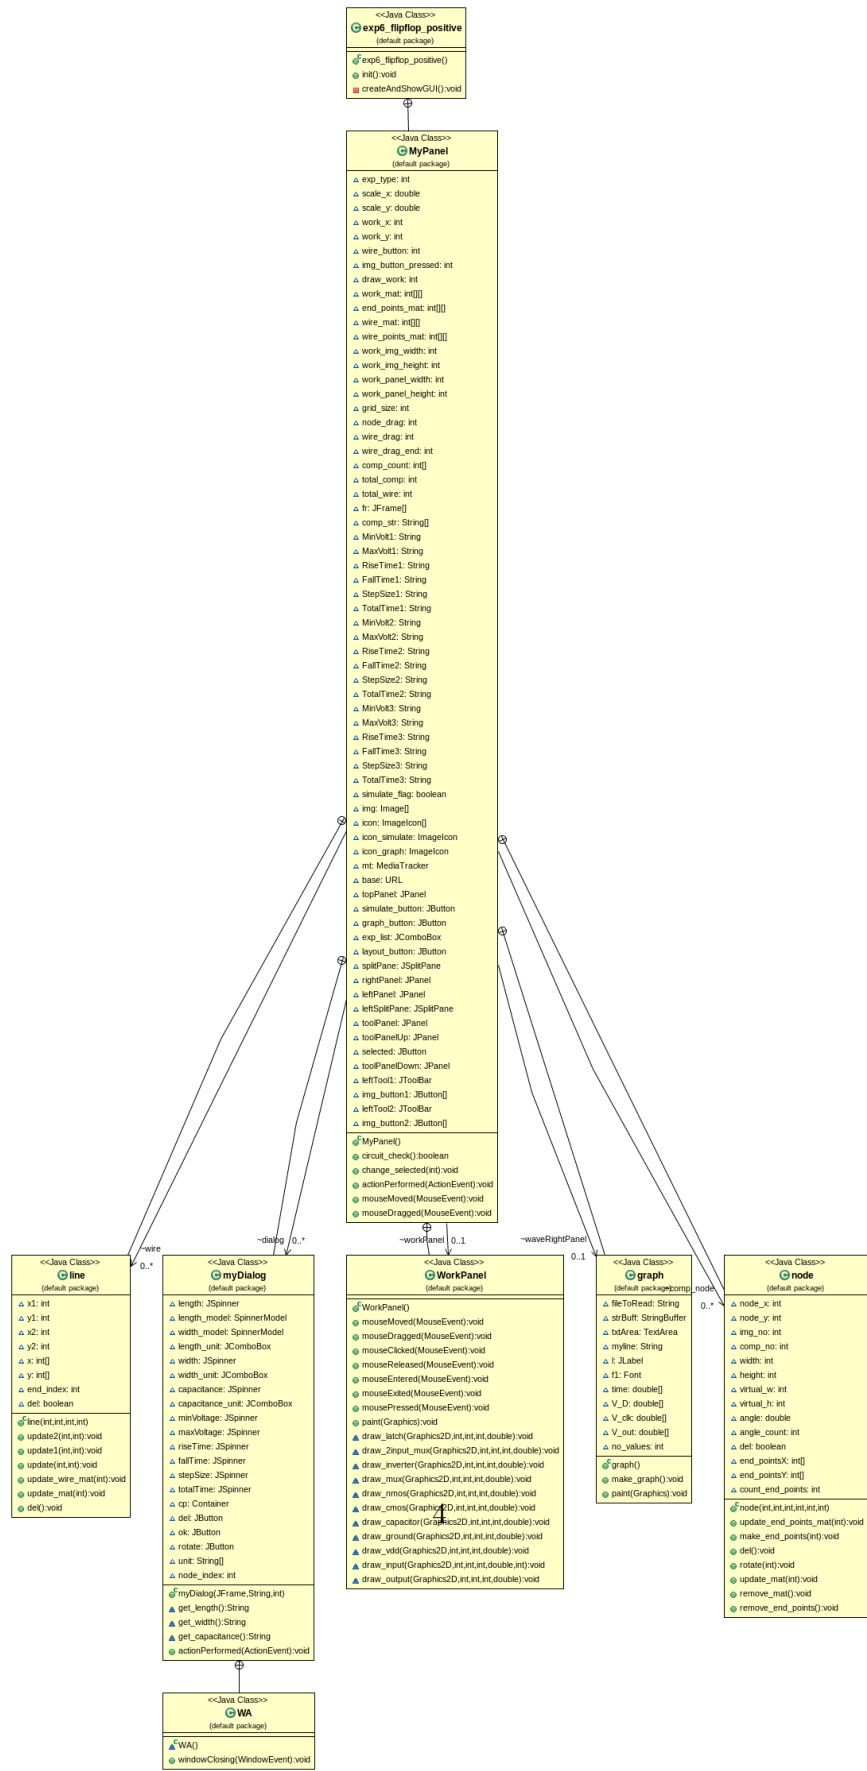 <<Java Class>>
exp6_flipflop_positive
(default package)
exp6_flipflop_positive()
init():void
createAndShowGUI():void
<<Java Class>>
MyPanel
(default package)
exp_type: int
scale_x: double
scale_y: double
work_x: int
work_y: int
wire_button: int
img_button_pressed: int
draw_work: int
work_mat: int[][]
end_points_mat: int[][]
wire_mat: int[][]
wire_points_mat: int[][]
work_img_width: int
work_img_height: int
work_panel_width: int
work_panel_height: int
grid_size: int
node_drag: int
wire_drag: int
wire_drag_end: int
comp_count: int[]
total_comp: int
total_wire: int
fr: JFrame[]
comp_str: String[]
MinVolt1: String
MaxVolt1: String
RiseTime1: String
FallTime1: String
StepSize1: String
TotalTime1: String
MinVolt2: String
MaxVolt2: String
RiseTime2: String
FallTime2: String
StepSize2: String
TotalTime2: String
MinVolt3: String
MaxVolt3: String
RiseTime3: String
FallTime3: String
StepSize3: String
TotalTime3: String
simulate_flag: boolean
img: Image[]
icon: ImageIcon[]
icon_simulate: ImageIcon
icon_graph: ImageIcon
mt: MediaTracker
base: URL
topPanel: JPanel
simulate_button: JButton
graph_button: JButton
exp_list: JComboBox
layout_button: JButton
splitPane: JSplitPane
rightPanel: JPanel
leftPanel: JPanel
leftSplitPane: JSplitPane
toolPanel: JPanel
toolPanelUp: JPanel
selected: JButton
toolPanelDown: JPanel
leftTool1: JToolBar
img_button1: JButton[]
leftTool2: JToolBar
img_button2: JButton[]
MyPanel()
circuit_check():boolean
change_selected(int):void
actionPerformed(ActionEvent):void
mouseMoved(MouseEvent):void
mouseDragged(MouseEvent):void
~wire
0..*
~dialog
0..*
~workPanel
0..1
~waveRightPanel
0..1
~comp_node
0..*
<<Java Class>>
line
(default package)
x1: int
y1: int
x2: int
y2: int
x: int[]
y: int[]
end_index: int
del: boolean
line(int,int,int,int)
update2(int,int):void
update1(int,int):void
update(int,int):void
update_wire_mat(int):void
update_mat(int):void
del():void
<<Java Class>>
myDialog
(default package)
length: JSpinner
length_model: SpinnerModel
width_model: SpinnerModel
length_unit: JComboBox
width: JSpinner
width_unit: JComboBox
capacitance: JSpinner
capacitance_unit: JComboBox
minVoltage: JSpinner
maxVoltage: JSpinner
riseTime: JSpinner
fallTime: JSpinner
stepSize: JSpinner
totalTime: JSpinner
cp: Container
del: JButton
ok: JButton
rotate: JButton
unit: String[]
node_index: int
myDialog(JFrame,String,int)
get_length():String
get_width():String
get_capacitance():String
actionPerformed(ActionEvent):void
<<Java Class>>
WorkPanel
(default package)
WorkPanel()
mouseMoved(MouseEvent):void
mouseDragged(MouseEvent):void
mouseClicked(MouseEvent):void
mouseReleased(MouseEvent):void
mouseEntered(MouseEvent):void
mouseExited(MouseEvent):void
mousePressed(MouseEvent):void
paint(Graphics):void
draw_latch(Graphics2D,int,int,int,double):void
draw_2input_mux(Graphics2D,int,int,int,double):void
draw_inverter(Graphics2D,int,int,int,double):void
draw_mux(Graphics2D,int,int,int,double):void
draw_nmos(Graphics2D,int,int,int,double):void
draw_cmos(Graphics2D,int,int,int,double):void
draw_capacitor(Graphics2D,int,int,int,double):void
draw_ground(Graphics2D,int,int,int,double):void
draw_vdd(Graphics2D,int,int,int,double):void
draw_input(Graphics2D,int,int,int,double,int):void
draw_output(Graphics2D,int,int,int,double):void
4
<<Java Class>>
graph
(default package)
fileToRead: String
strBuff: StringBuffer
txtArea: TextArea
myline: String
l: JLabel
f1: Font
time: double[]
V_D: double[]
V_clk: double[]
V_out: double[]
no_values: int
graph()
make_graph():void
paint(Graphics):void
<<Java Class>>
node
(default package)
node_x: int
node_y: int
img_no: int
comp_no: int
width: int
height: int
virtual_w: int
virtual_h: int
angle: double
angle_count: int
del: boolean
end_pointsX: int[]
end_pointsY: int[]
count_end_points: int
node(int,int,int,int,int,int)
update_end_points_mat(int):void
make_end_points(int):void
del():void
rotate(int):void
update_mat(int):void
remove_mat():void
remove_end_points():void
<<Java Class>>
WA
(default package)
WA()
windowClosing(WindowEvent):void